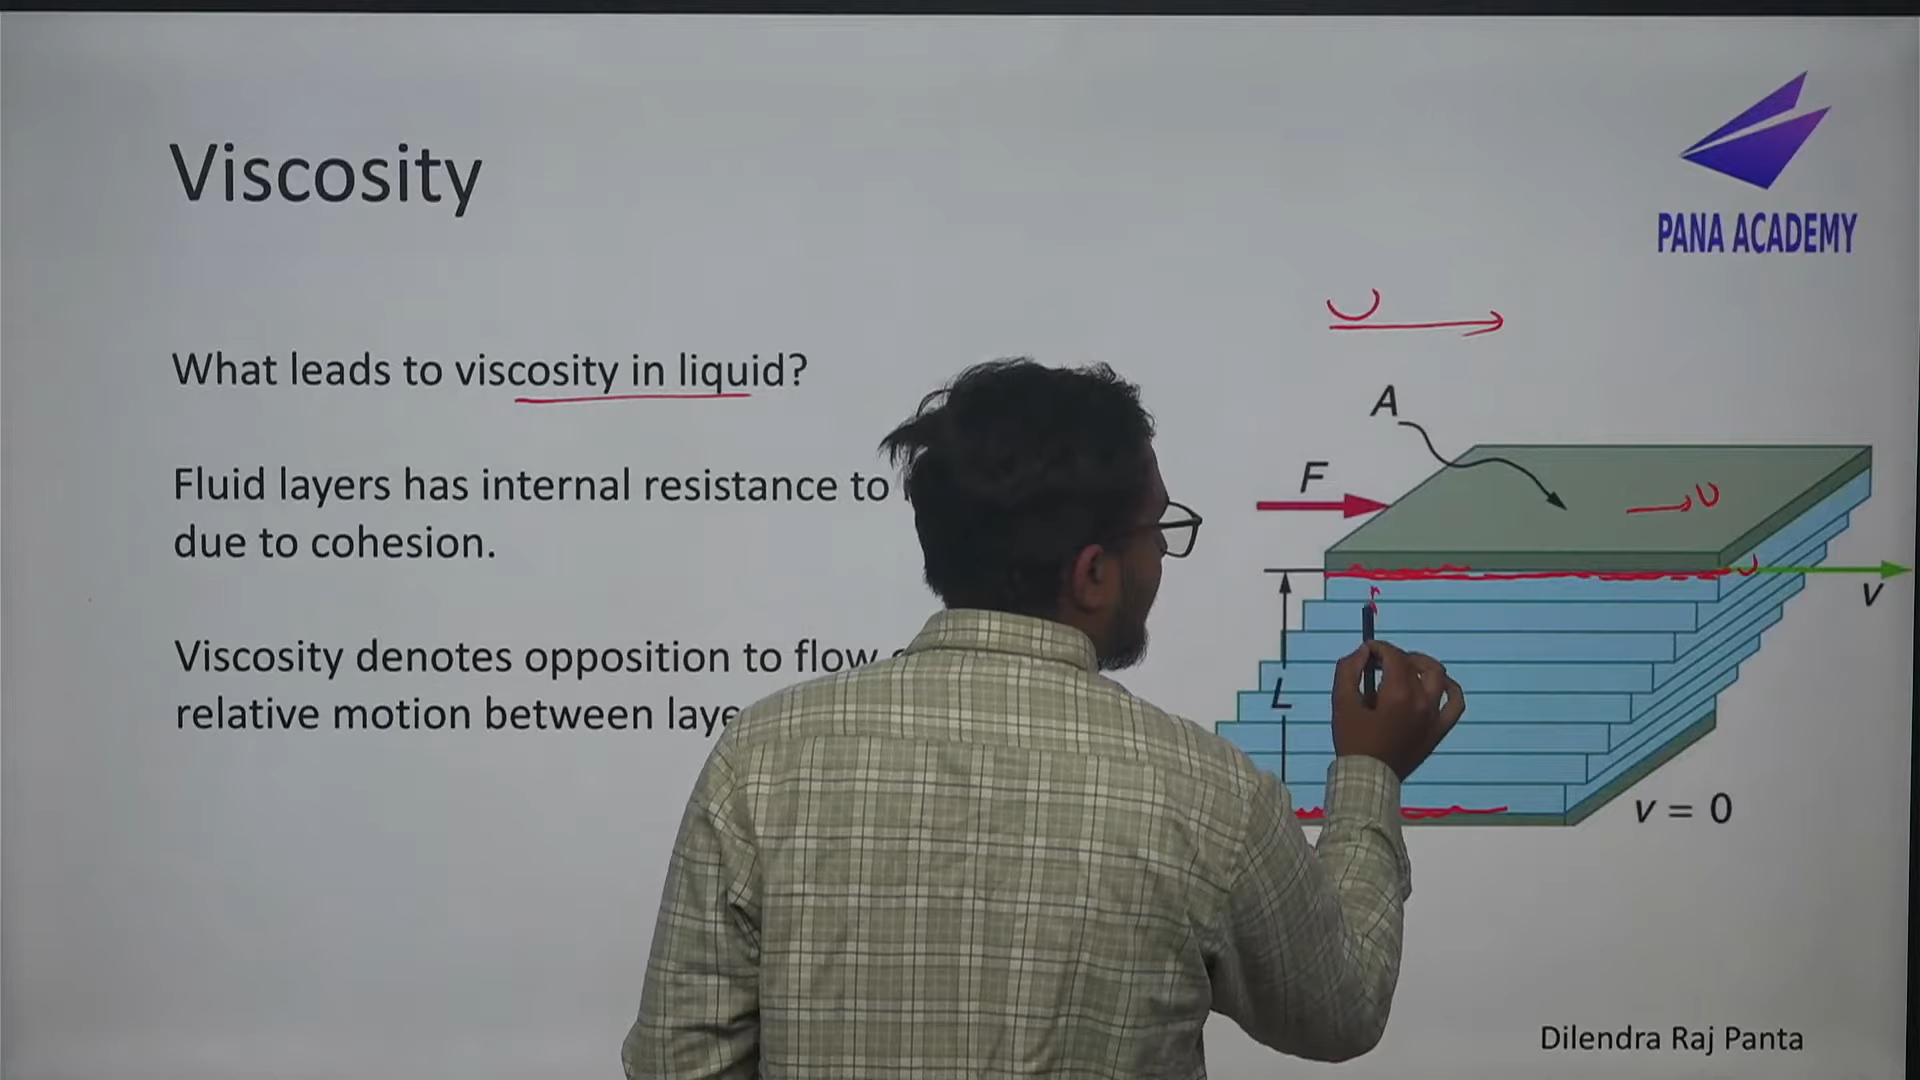 Viscosity
PANA ACADEMY
What leads to viscosity in liquid?
Fluid layers has internal resistance to
due to cohesion.
Viscosity denotes opposition to flow
relative motion between
A
F
L
v
v = 0
Dilendra Raj Panta